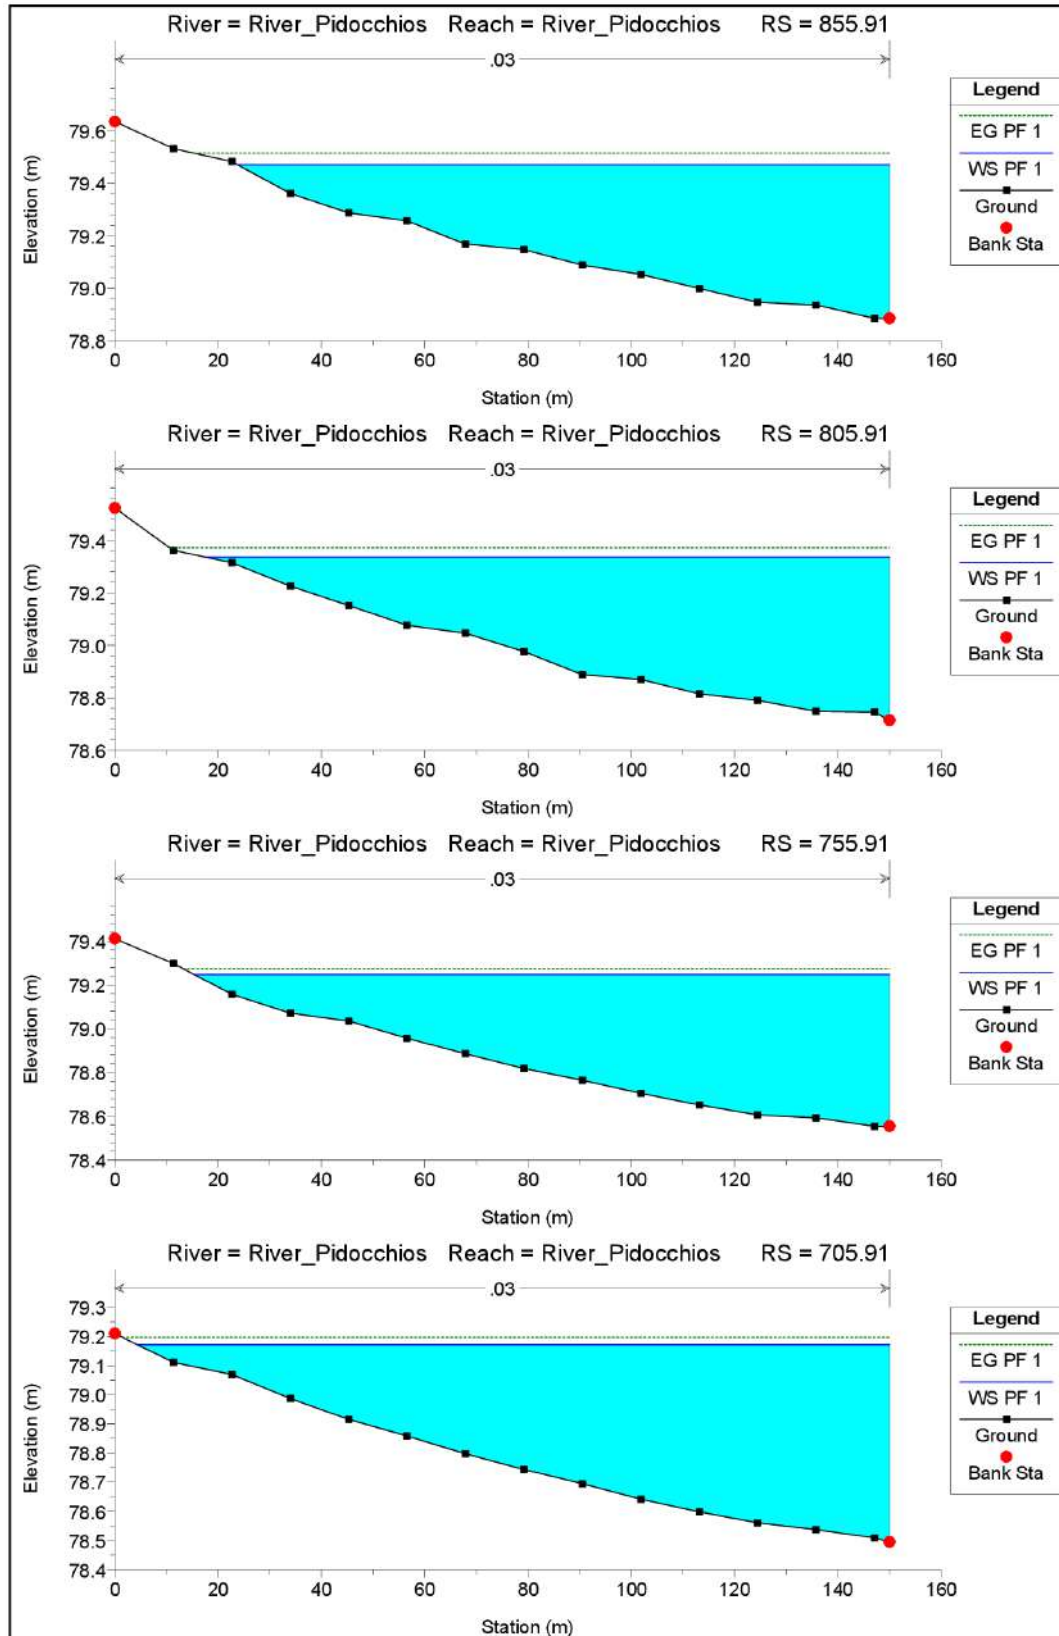 River = River_Pidocchios Reach = River_Pidocchios RS = 855.91
.03
Legend
EG PF 1
WS PF 1
Ground
Bank Sta
Elevation (m)
79.6
79.4
79.2
79.0
78.8
0 20 40 60 80 100 120 140 160
Station (m)
River = River_Pidocchios Reach = River_Pidocchios RS = 805.91
.03
Legend
EG PF 1
WS PF 1
Ground
Bank Sta
Elevation (m)
79.4
79.2
79.0
78.8
78.6
0 20 40 60 80 100 120 140 160
Station (m)
River = River_Pidocchios Reach = River_Pidocchios RS = 755.91
.03
Legend
EG PF 1
WS PF 1
Ground
Bank Sta
Elevation (m)
79.4
79.2
79.0
78.8
78.6
78.4
0 20 40 60 80 100 120 140 160
Station (m)
River = River_Pidocchios Reach = River_Pidocchios RS = 705.91
.03
Legend
EG PF 1
WS PF 1
Ground
Bank Sta
Elevation (m)
79.3
79.2
79.1
79.0
78.9
78.8
78.7
78.6
78.5
78.4
0 20 40 60 80 100 120 140 160
Station (m)